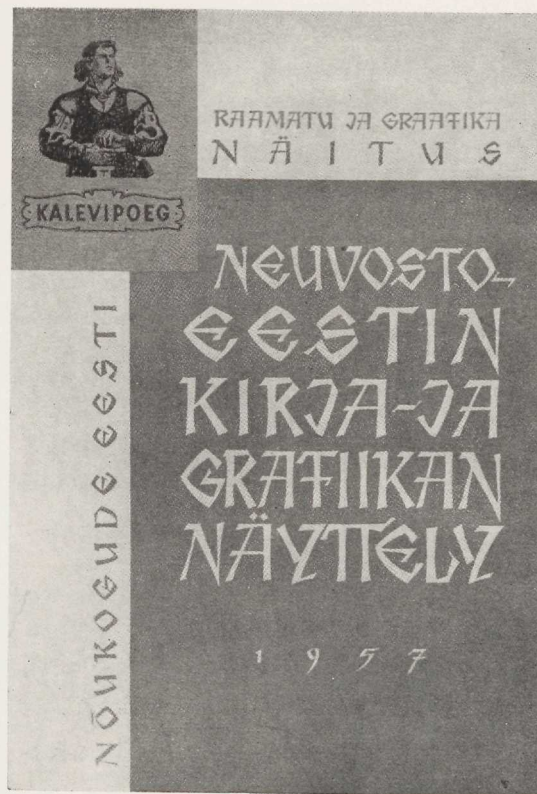 KALEVIPOEG
NÕUKOGUDE EESTI
RAAMATU JA GRAAFIKA
NÄITUS
NEUVOSTO-
EESTIN
KIRJA-JA
GRAFIIKAN
NÄYTTELY
1957